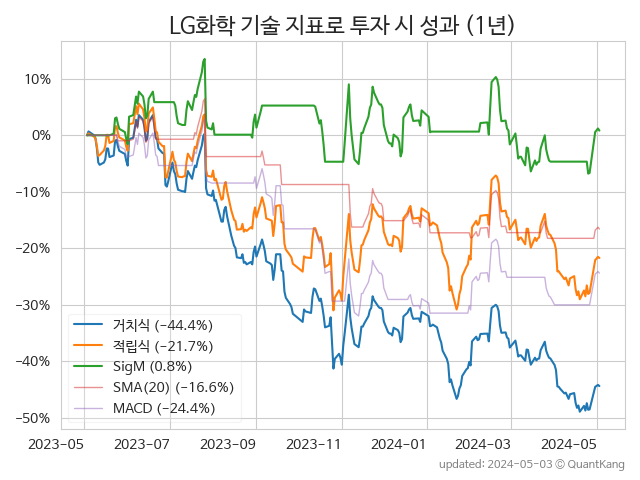 LG화학 기술 지표로 투자 시 성과 (1년)
10%
0%
−10%
−20%
−30%
−40%
−50%
거치식 (−44.4%)
적립식 (−21.7%)
SigM (0.8%)
SMA(20) (−16.6%)
MACD (−24.4%)
2023-05 2023-07 2023-09 2023-11 2024-01 2024-03 2024-05
updated: 2024-05-03 ⓒ QuantKang